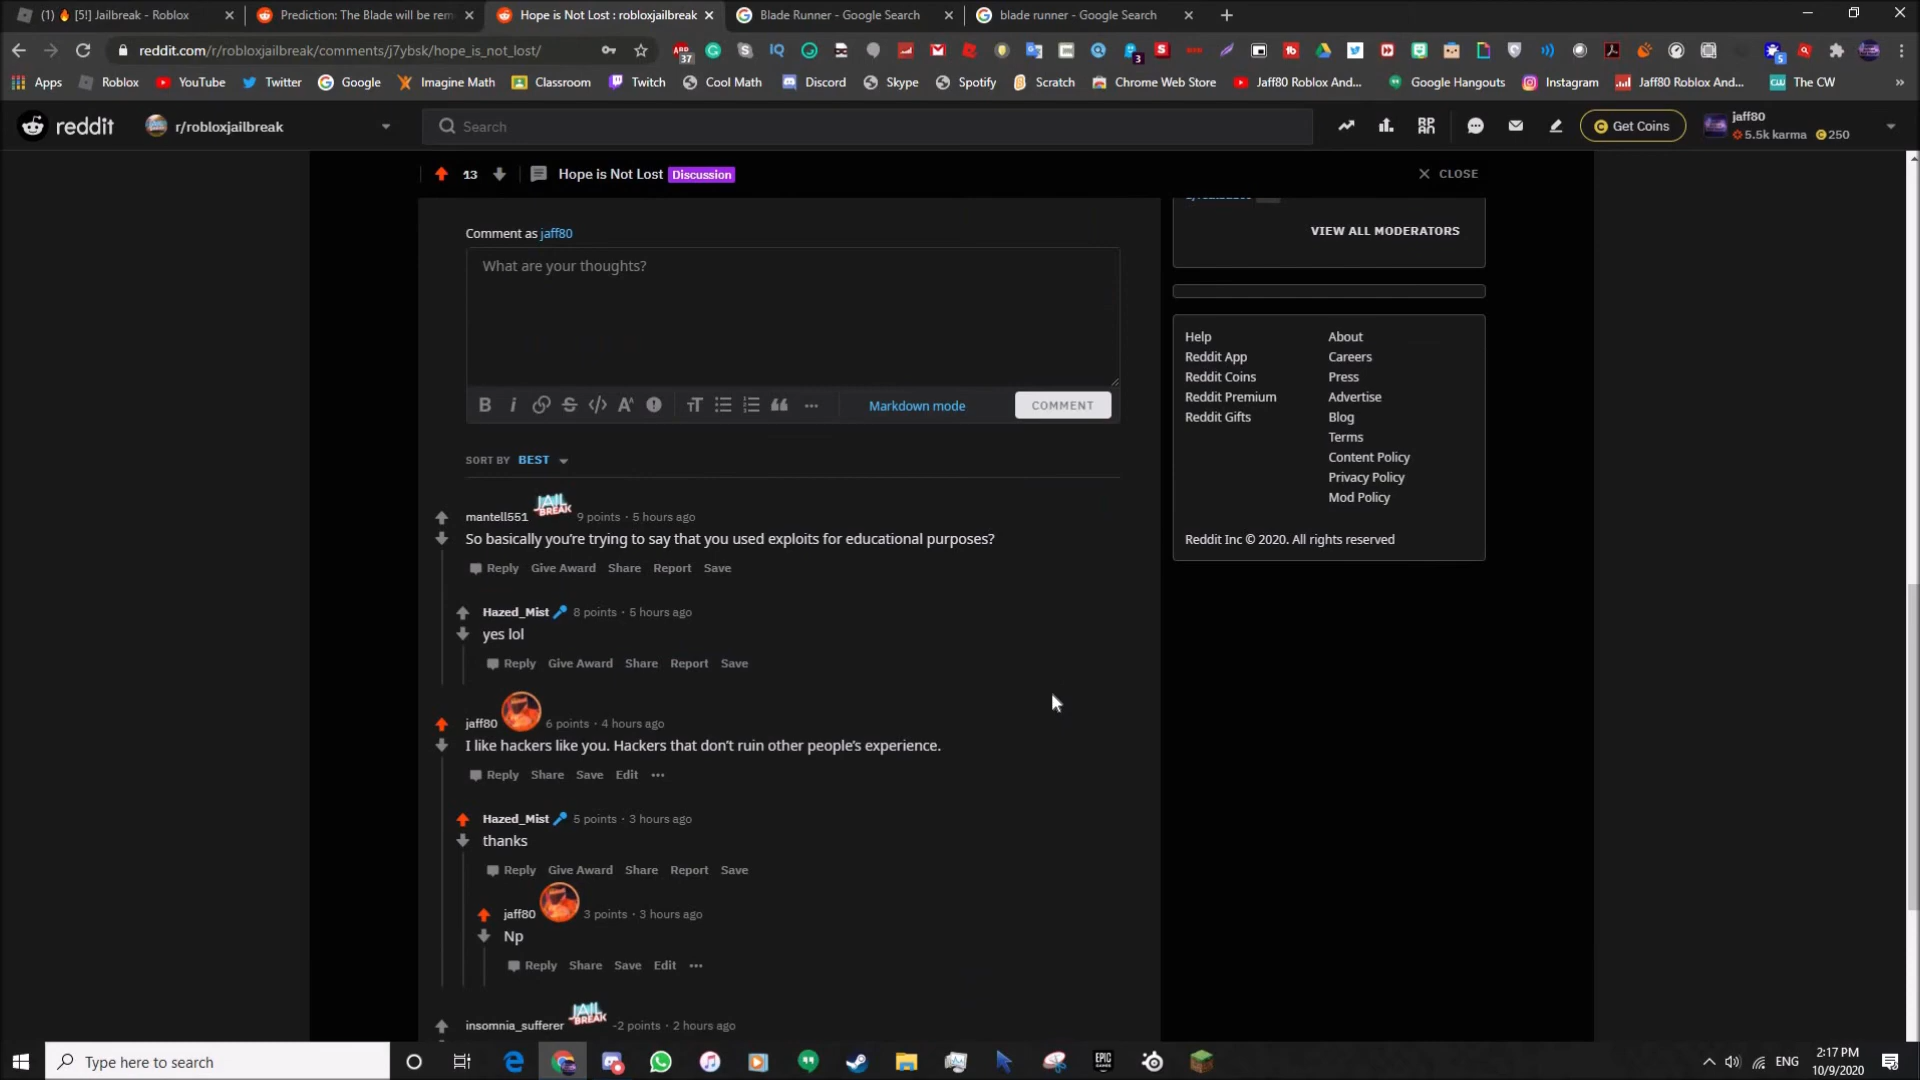 (1) 🔥 [5!] Jailbreak - Roblox
Prediction: The Blade will be rem
Hope is Not Lost : robloxjailbreak
Blade Runner - Google Search
blade runner - Google Search
reddit.com/r/robloxjailbreak/comments/j7ybsk/hope_is_not_lost/
Apps Roblox YouTube Twitter Google Imagine Math Classroom Twitch Cool Math Discord Skype Spotify Scratch Chrome Web Store Jaff80 Roblox And... Google Hangouts Instagram Jaff80 Roblox And... The CW »
reddit r/robloxjailbreak Search Get Coins jaff80
5.5k karma 250
13 Hope is Not Lost Discussion CLOSE
VIEW ALL MODERATORS
Comment as jaff80
What are your thoughts?
Markdown mode COMMENT
SORT BY BEST
mantell551 JAIL BREAK 9 points · 5 hours ago
So basically you're trying to say that you used exploits for educational purposes?
Reply Give Award Share Report Save
Hazed_Mist 8 points · 5 hours ago
yes lol
Reply Give Award Share Report Save
jaff80 6 points · 4 hours ago
I like hackers like you. Hackers that don't ruin other people's experience.
Reply Share Save Edit ...
Hazed_Mist 5 points · 3 hours ago
thanks
Reply Give Award Share Report Save
jaff80 3 points · 3 hours ago
Np
Reply Share Save Edit ...
insomnia_sufferer JAIL BREAK -2 points · 2 hours ago
Help About
Reddit App Careers
Reddit Coins Press
Reddit Premium Advertise
Reddit Gifts Blog
Terms
Content Policy
Privacy Policy
Mod Policy
Reddit Inc © 2020. All rights reserved
Type here to search
ENG
2:17 PM
10/9/2020